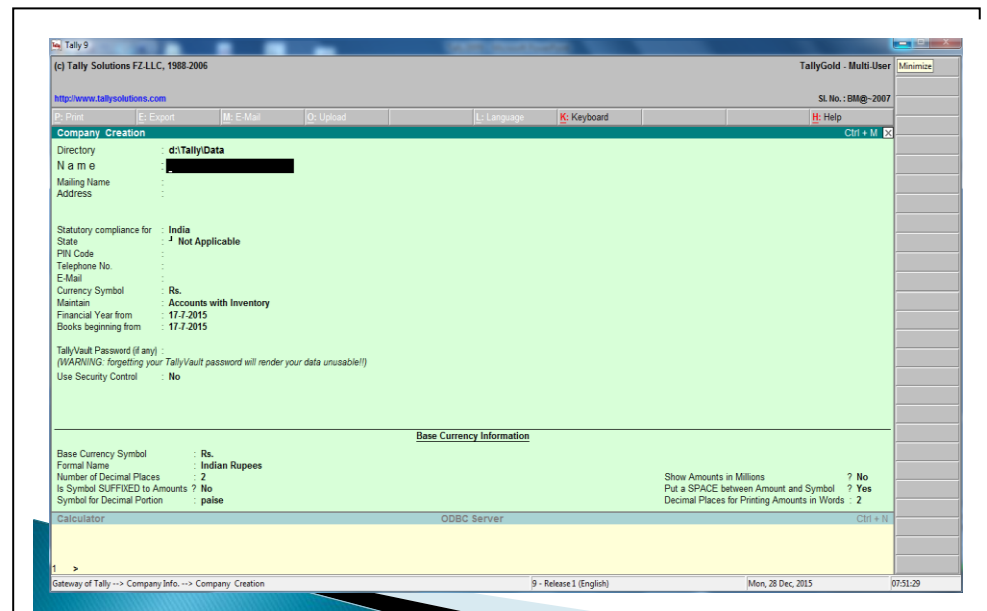 Tally 9
(c) Tally Solutions FZ-LLC, 1988-2006 TallyGold - Multi-User Minimize
http://www.tallysolutions.com Sl. No. : BM@~2007
P: Print E: Export M: E-Mail O: Upload L: Language K: Keyboard H: Help
Company Creation Ctrl + M
Directory : d:\Tally\Data
Name :
Mailing Name :
Address :
Statutory compliance for : India
State : ┘ Not Applicable
PIN Code :
Telephone No. :
E-Mail :
Currency Symbol : Rs.
Maintain : Accounts with Inventory
Financial Year from : 17-7-2015
Books beginning from : 17-7-2015
TallyVault Password (if any) :
(WARNING: forgetting your TallyVault password will render your data unusable!!)
Use Security Control : No
Base Currency Information
Base Currency Symbol : Rs.
Formal Name : Indian Rupees
Number of Decimal Places : 2 Show Amounts in Millions ? No
Is Symbol SUFFIXED to Amounts ? No Put a SPACE between Amount and Symbol ? Yes
Symbol for Decimal Portion : paise Decimal Places for Printing Amounts in Words : 2
Calculator ODBC Server Ctrl + N
1 >
Gateway of Tally --> Company Info. --> Company Creation 9 - Release 1 (English) Mon, 28 Dec, 2015 07:51:29